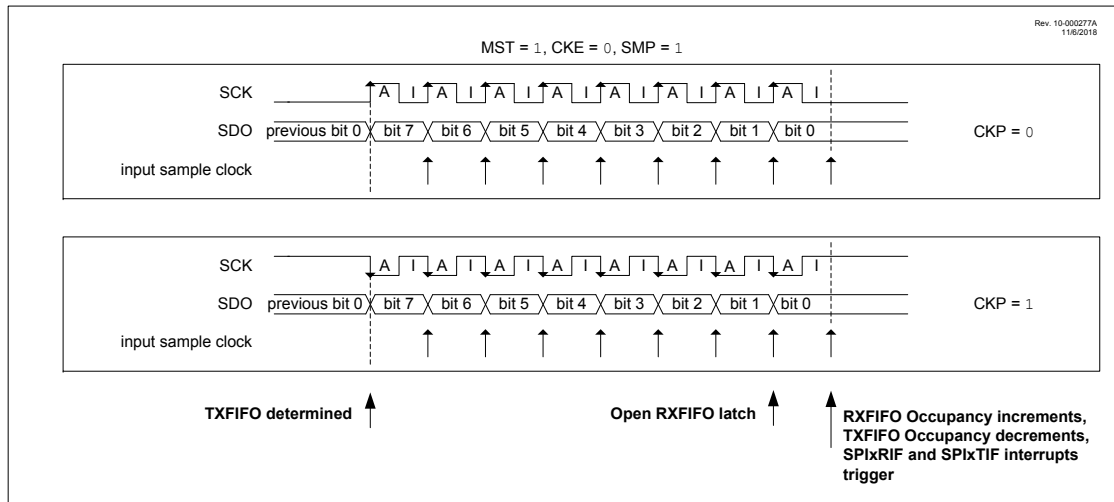 Rev. 10-000277A
11/6/2018
MST = 1, CKE = 0, SMP = 1
SCK A I A I A I A I A I A I A I A I
SDO previous bit 0 bit 7 bit 6 bit 5 bit 4 bit 3 bit 2 bit 1 bit 0 CKP = 0
input sample clock
SCK A I A I A I A I A I A I A I A I
SDO previous bit 0 bit 7 bit 6 bit 5 bit 4 bit 3 bit 2 bit 1 bit 0 CKP = 1
input sample clock
TXFIFO determined
Open RXFIFO latch
RXFIFO Occupancy increments,
TXFIFO Occupancy decrements,
SPIxRIF and SPIxTIF interrupts
trigger